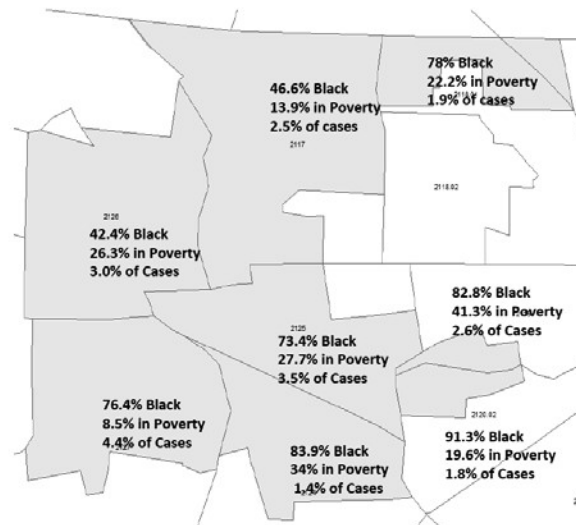 78% Black
22.2% in Poverty
1.9% of cases
46.6% Black
13.9% in Poverty
2.5% of cases
2117
2118.02
2126
42.4% Black
26.3% in Poverty
3.0% of Cases
82.8% Black
41.3% in Poverty
2.6% of Cases
2125
73.4% Black
27.7% in Poverty
3.5% of Cases
76.4% Black
8.5% in Poverty
4.4% of Cases
2120.02
91.3% Black
19.6% in Poverty
1.8% of Cases
83.9% Black
34% in Poverty
1.4% of Cases